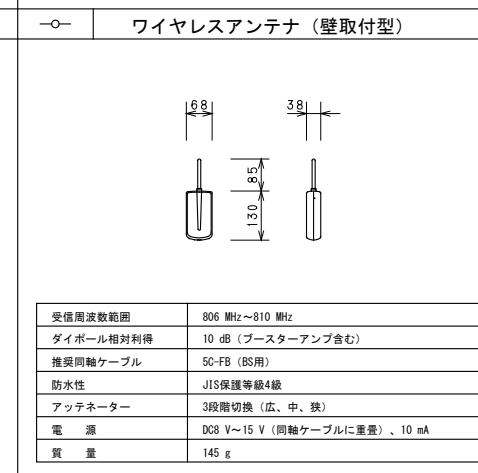 ワイヤレスアンテナ（壁取付型）
68
38
85
130
受信周波数範囲 806 MHz～810 MHz
ダイポール相対利得 10 dB（ブースターアンプ含む）
推奨同軸ケーブル 5C-FB（BS用）
防水性 JIS保護等級4級
アッテネーター 3段階切換（広、中、狭）
電　源 DC8 V～15 V（同軸ケーブルに重畳）、10 mA
質　量 145 g